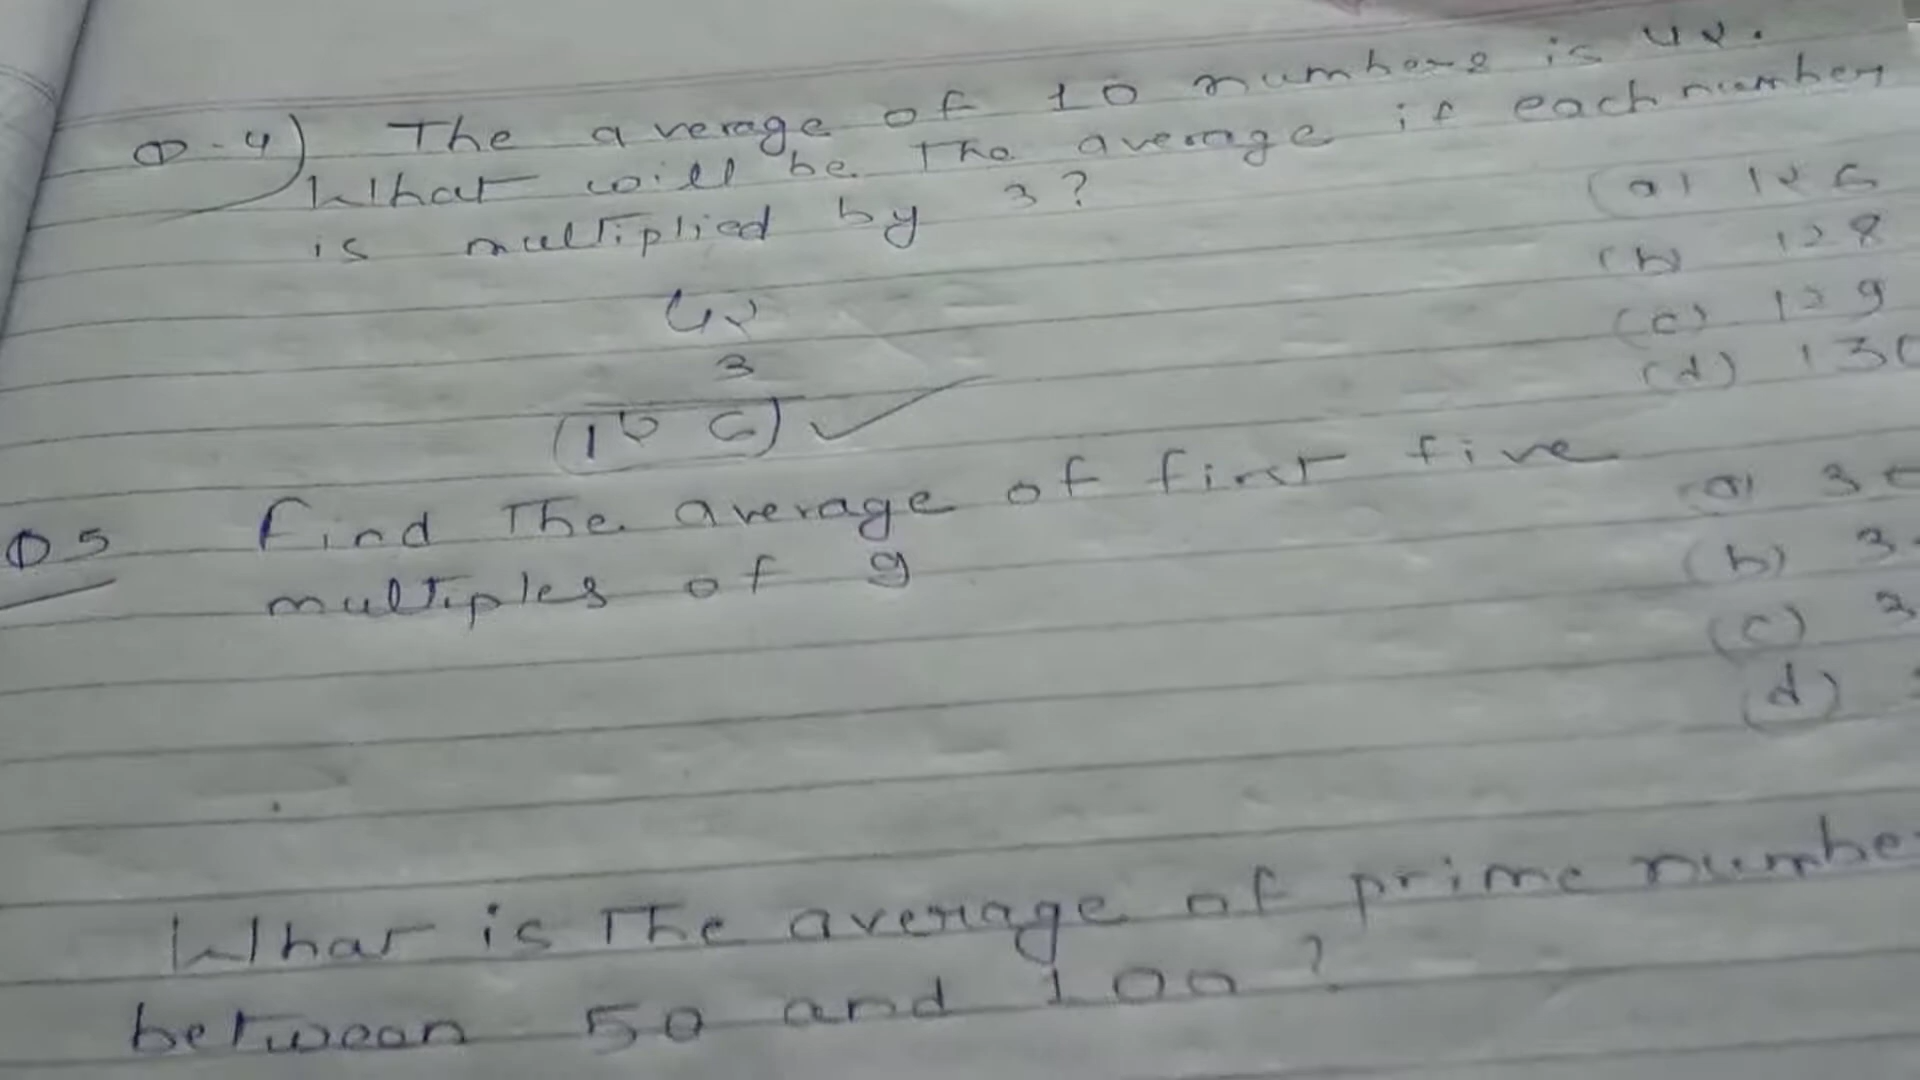 Q.4) The average of 10 numbers is 42.
What will be the average if each number
is multiplied by 3?
(a) 126
(b) 128
(c) 129
(d) 130
42
3
126
Q5 Find the average of first five
multiples of 9
(a) 3
(b) 3
(c) 3
(d)
What is the average of prime numbe
between 50 and 100?